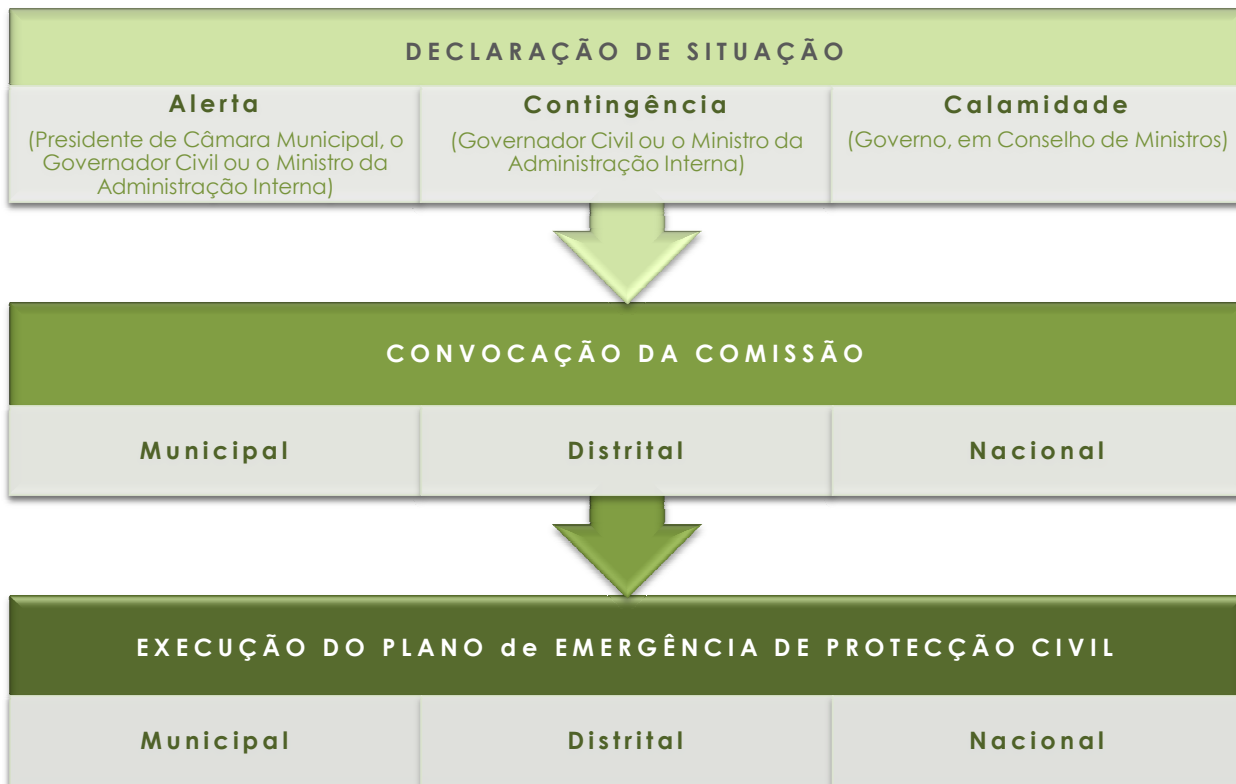 DECLARAÇÃO DE SITUAÇÃO
Alerta
(Presidente de Câmara Municipal, o
Governador Civil ou o Ministro da
Administração Interna)
Contingência
(Governador Civil ou o Ministro da
Administração Interna)
Calamidade
(Governo, em Conselho de Ministros)
CONVOCAÇÃO DA COMISSÃO
Municipal
Distrital
Nacional
EXECUÇÃO DO PLANO de EMERGÊNCIA DE PROTECÇÃO CIVIL
Municipal
Distrital
Nacional